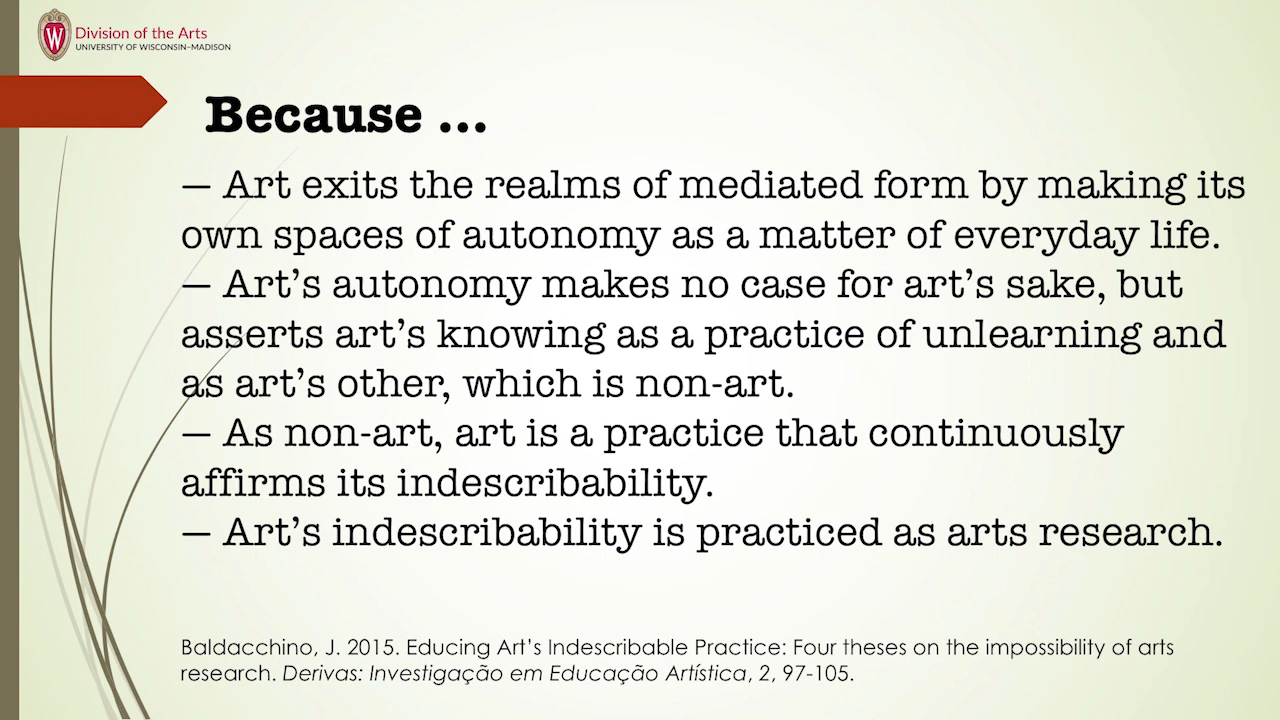 Division of the Arts
UNIVERSITY OF WISCONSIN–MADISON
Because ...
— Art exits the realms of mediated form by making its
own spaces of autonomy as a matter of everyday life.
— Art’s autonomy makes no case for art’s sake, but
asserts art’s knowing as a practice of unlearning and
as art’s other, which is non-art.
— As non-art, art is a practice that continuously
affirms its indescribability.
— Art’s indescribability is practiced as arts research.
Baldacchino, J. 2015. Educing Art’s Indescribable Practice: Four theses on the impossibility of arts
research. Derivas: Investigação em Educação Artística, 2, 97-105.